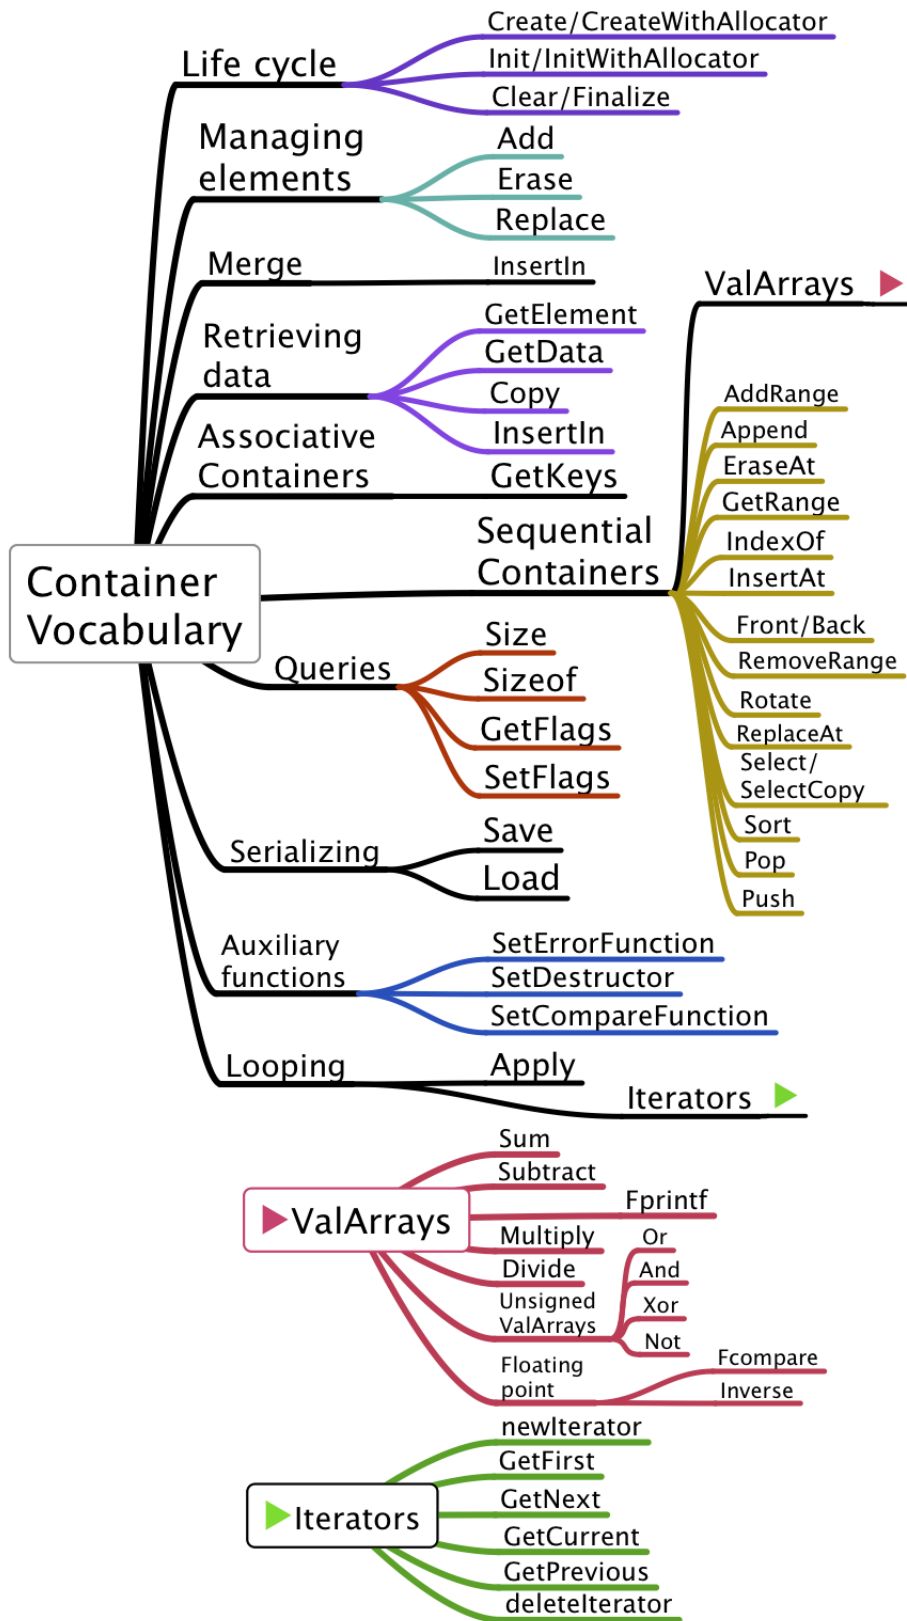 Life cycle
Create/CreateWithAllocator
Init/InitWithAllocator
Clear/Finalize
Managing
elements
Add
Erase
Replace
Merge
InsertIn
Retrieving
data
GetElement
GetData
Copy
InsertIn
Associative
Containers
GetKeys
Container
Vocabulary
Sequential
Containers
ValArrays
AddRange
Append
EraseAt
GetRange
IndexOf
InsertAt
Front/Back
RemoveRange
Rotate
ReplaceAt
Select/
SelectCopy
Sort
Pop
Push
Queries
Size
Sizeof
GetFlags
SetFlags
Serializing
Save
Load
Auxiliary
functions
SetErrorFunction
SetDestructor
SetCompareFunction
Looping
Apply
Iterators
ValArrays
Sum
Subtract
Fprintf
Multiply
Divide
Unsigned
ValArrays
Or
And
Xor
Not
Floating
point
Fcompare
Inverse
Iterators
newIterator
GetFirst
GetNext
GetCurrent
GetPrevious
deleteIterator